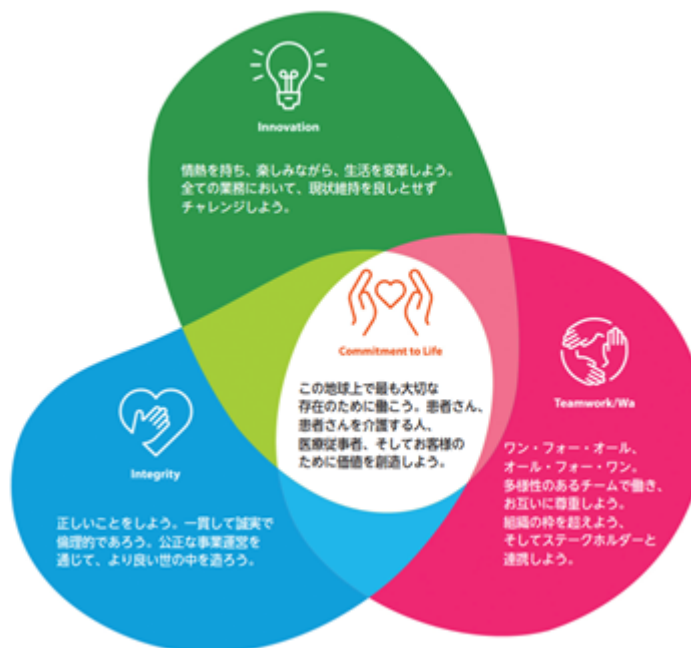 Innovation
情熱を持ち、楽しみながら、生活を変革しよう。
全ての業務において、現状維持を良しとせず
チャレンジしよう。
Commitment to Life
この地球上で最も大切な
存在のために働こう。患者さん、
患者さんを介護する人、
医療従事者、そしてお客様の
ために価値を創造しよう。
Teamwork/Wa
ワン・フォー・オール、
オール・フォー・ワン。
多様性のあるチームで働き、
お互いに尊重しよう。
組織の枠を超えよう、
そしてステークホルダーと
連携しよう。
Integrity
正しいことをしよう。一貫して誠実で
倫理的であろう。公正な事業運営を
通じて、より良い世の中を造ろう。